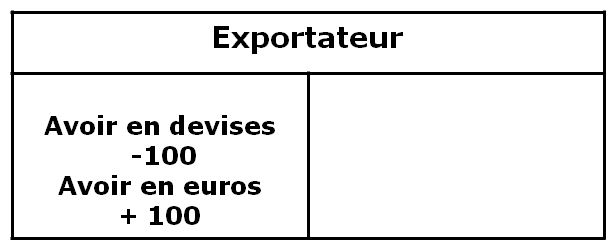 Exportateur
Avoir en devises
-100
Avoir en euros
+ 100